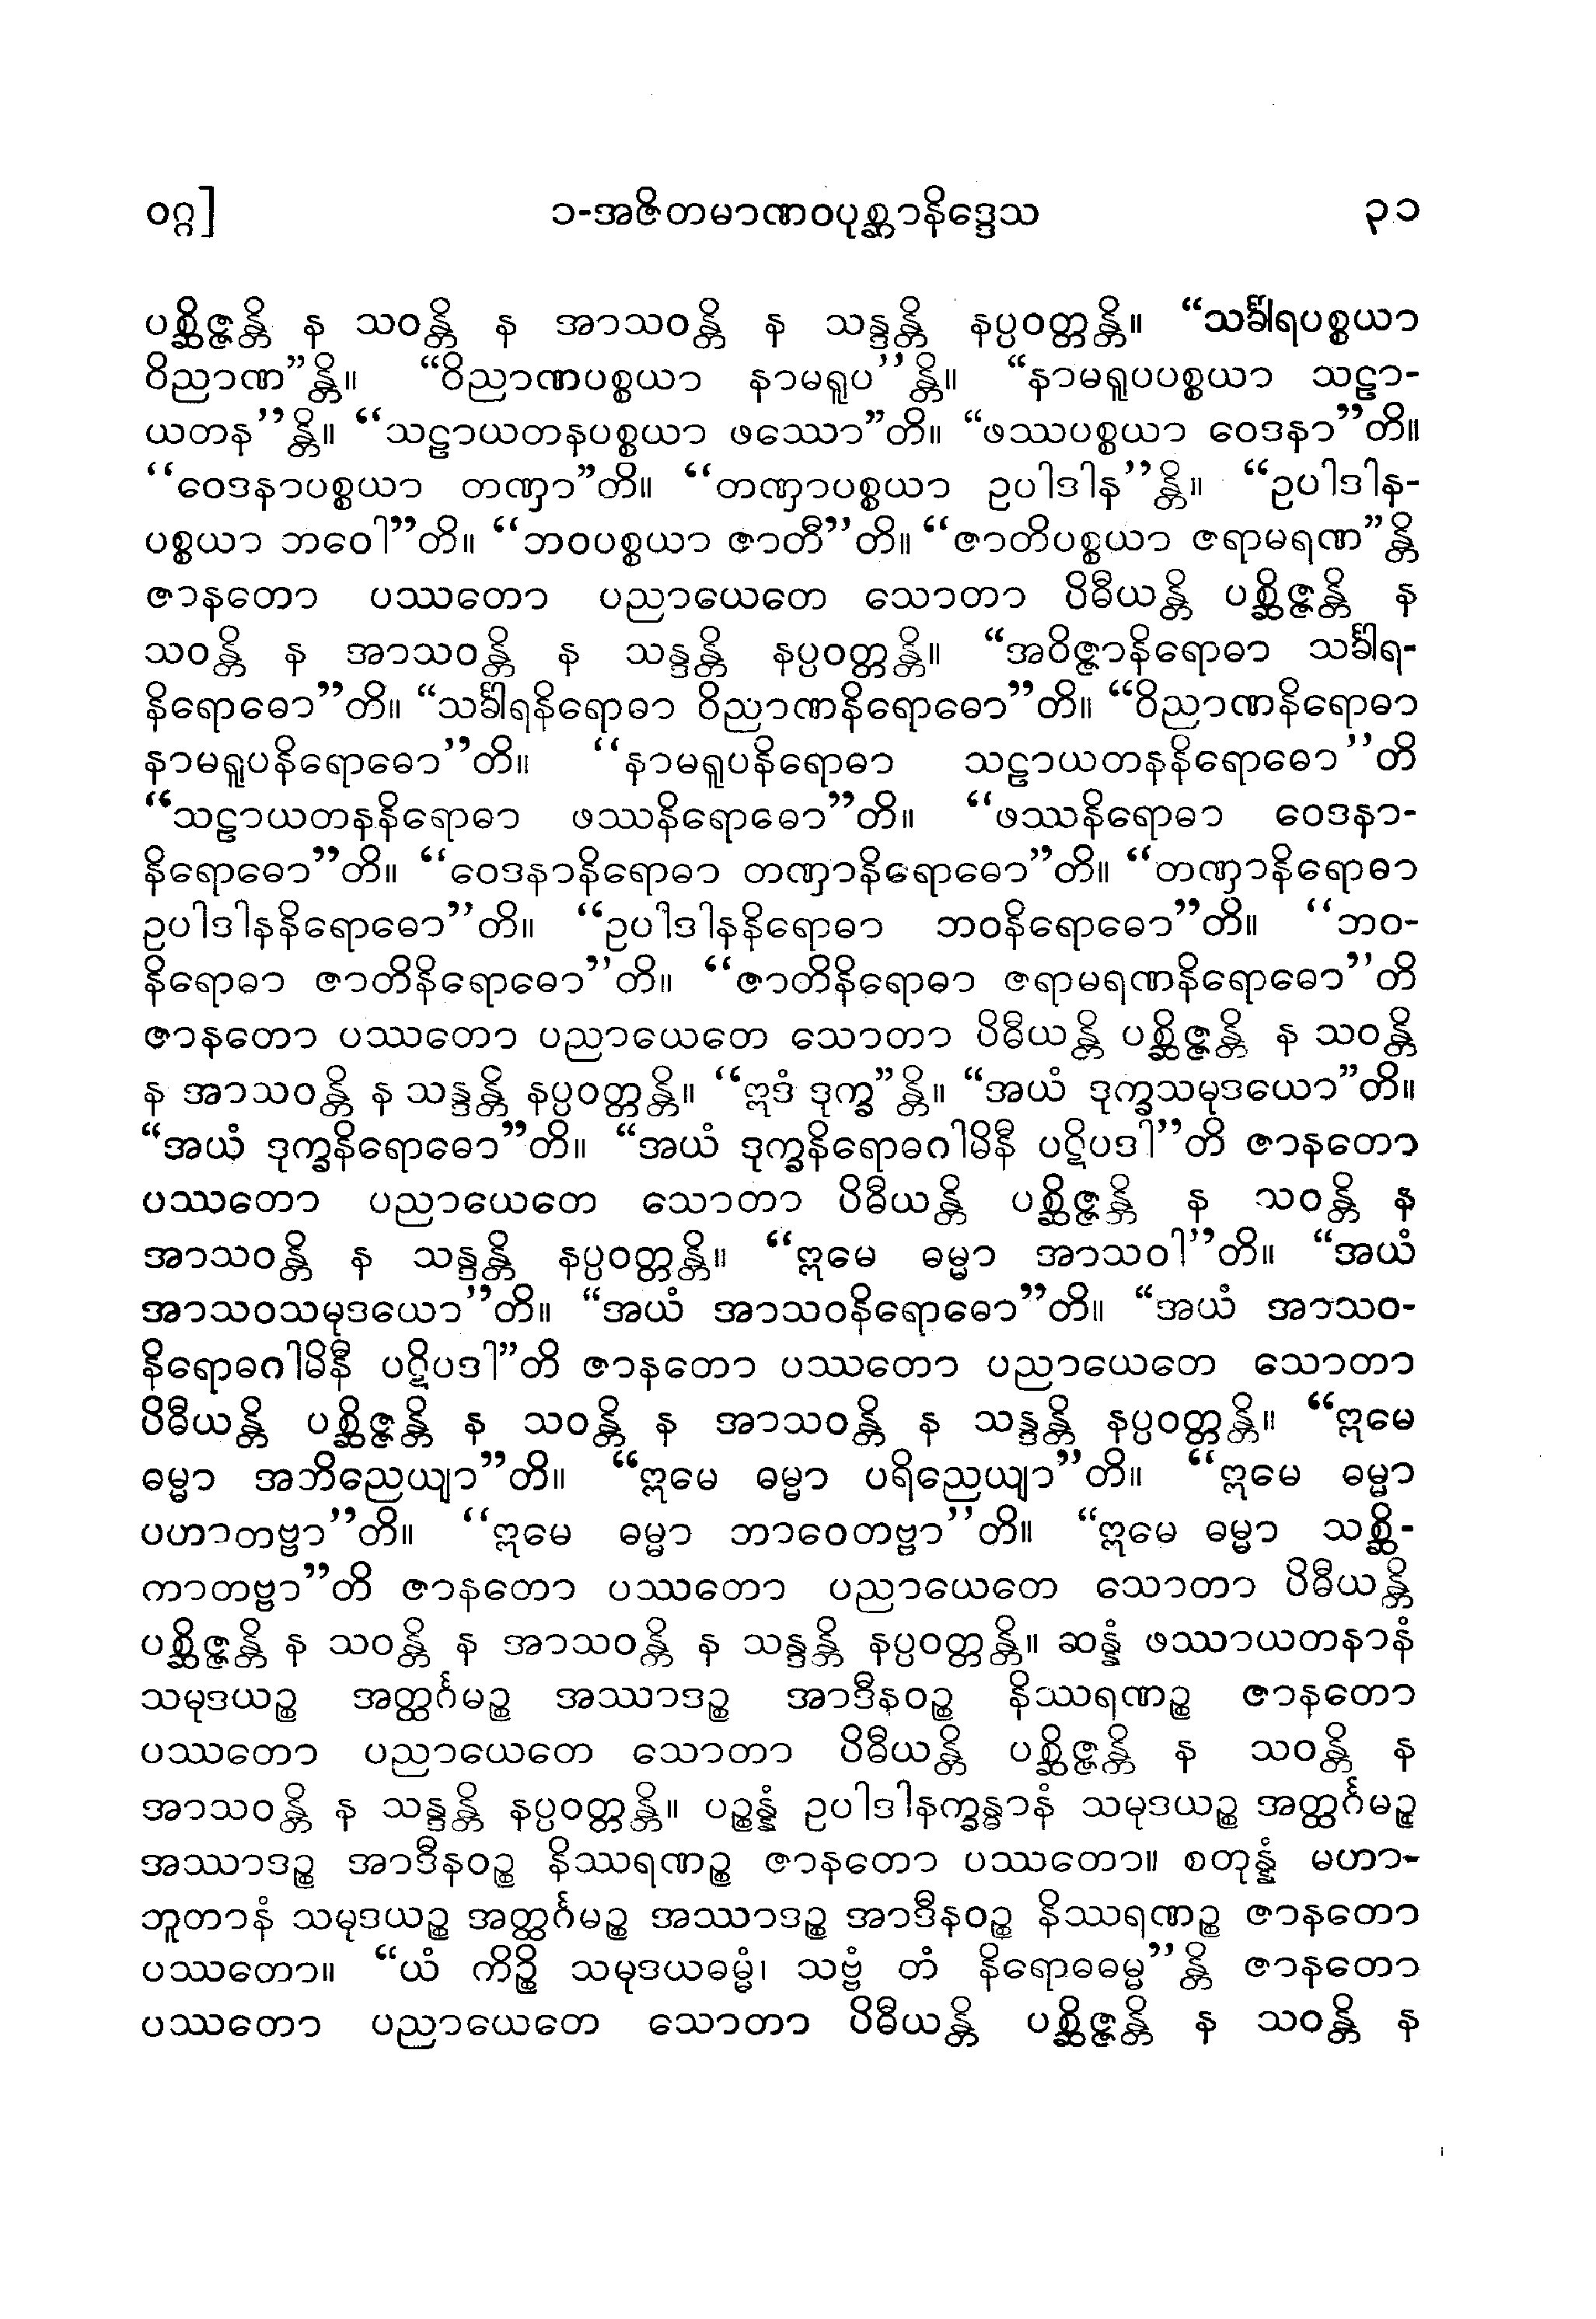 ဝဂ္ဂ] ၁-အဇိတမာဏဝပုစ္ဆာနိဒ္ဒေသ ၃၁
ပစ္ဆိဇ္ဇန္တိ န သဝန္တိ န အာသဝန္တိ န သန္ဒန္တိ နပ္ပဝတ္တန္တိ။ “သင်္ခါရပစ္စယာ
ဝိညာဏ”န္တိ။ “ဝိညာဏပစ္စယာ နာမရူပ’’န္တိ။ “နာမရူပပစ္စယာ သဠာ-
ယတန’’န္တိ။ ‘‘သဠာယတနပစ္စယာ ဖဿော”တိ။ “ဖဿပစ္စယာ ဝေဒနာ”တိ။
‘‘ဝေဒနာပစ္စယာ တဏှာ”တိ။ ‘‘တဏှာပစ္စယာ ဥပါဒါန’’န္တိ။ “ဥပါဒါန-
ပစ္စယာ ဘဝေါ”တိ။ ‘‘ဘဝပစ္စယာ ဇာတီ’’တိ။ ‘‘ဇာတိပစ္စယာ ဇရာမရဏ”န္တိ
ဇာနတော ပဿတော ပညာယေတေ သောတာ ပိဓီယန္တိ ပစ္ဆိဇ္ဇန္တိ န
သဝန္တိ န အာသဝန္တိ န သန္ဒန္တိ နပ္ပဝတ္တန္တိ။ “အဝိဇ္ဇာနိရောဓာ သင်္ခါရ-
နိရောဓော”တိ။ “သင်္ခါရနိရောဓာ ဝိညာဏနိရောဓော”တိ။ “ဝိညာဏနိရောဓာ
နာမရူပနိရောဓော’’တိ။ ‘‘နာမရူပနိရောဓာ သဠာယတနနိရောဓော’’တိ
“သဠာယတနနိရောဓာ ဖဿနိရောဓော”တိ။ ‘‘ဖဿနိရောဓာ ဝေဒနာ-
နိရောဓော”တိ။ ‘‘ဝေဒနာနိရောဓာ တဏှာနိရောဓော”တိ။ “တဏှာနိရောဓာ
ဥပါဒါနနိရောဓော’’တိ။ “ဥပါဒါနနိရောဓာ ဘဝနိရောဓော”တိ။ ‘‘ဘဝ-
နိရောဓာ ဇာတိနိရောဓော’’တိ။ ‘‘ဇာတိနိရောဓာ ဇရာမရဏနိရောဓော’’တိ
ဇာနတော ပဿတော ပညာယေတေ သောတာ ပိဓီယန္တိ ပစ္ဆိဇ္ဇန္တိ န သဝန္တိ
န အာသဝန္တိ န သန္ဒန္တိ နပ္ပဝတ္တန္တိ။ ‘‘ဣဒံ ဒုက္ခ”န္တိ။ “အယံ ဒုက္ခသမုဒယော”တိ။
“အယံ ဒုက္ခနိရောဓော”တိ။ “အယံ ဒုက္ခနိရောဓဂါမိနီ ပဋိပဒါ’’တိ ဇာနတော
ပဿတော ပညာယေတေ သောတာ ပိဓီယန္တိ ပစ္ဆိဇ္ဇန္တိ န သဝန္တိ န
အာသဝန္တိ န သန္ဒန္တိ နပ္ပဝတ္တန္တိ။ “ဣမေ ဓမ္မာ အာသဝါ’’တိ။ “အယံ
အာသဝသမုဒယော’’တိ။ “အယံ အာသဝနိရောဓော”တိ။ “အယံ အာသဝ-
နိရောဓဂါမိနီ ပဋိပဒါ”တိ ဇာနတော ပဿတော ပညာယေတေ သောတာ
ပိဓီယန္တိ ပစ္ဆိဇ္ဇန္တိ န သဝန္တိ န အာသဝန္တိ န သန္ဒန္တိ နပ္ပဝတ္တန္တိ။ “ဣမေ
ဓမ္မာ အဘိညေယျာ”တိ။ “ဣမေ ဓမ္မာ ပရိညေယျာ”တိ။ ‘‘ဣမေ ဓမ္မာ
ပဟာတဗ္ဗာ’’တိ။ ‘‘ဣမေ ဓမ္မာ ဘာဝေတဗ္ဗာ’’တိ။ “ဣမေ ဓမ္မာ သစ္ဆိ-
ကာတဗ္ဗာ”တိ ဇာနတော ပဿတော ပညာယေတေ သောတာ ပိဓီယန္တိ
ပစ္ဆိဇ္ဇန္တိ န သဝန္တိ န အာသဝန္တိ န သန္ဒန္တိ နပ္ပဝတ္တန္တိ။ ဆန္နံ ဖဿာယတနာနံ
သမုဒယဉ္စ အတ္ထင်္ဂမဉ္စ အဿာဒဉ္စ အာဒီနဝဉ္စ နိဿရဏဉ္စ ဇာနတော
ပဿတော ပညာယေတေ သောတာ ပိဓီယန္တိ ပစ္ဆိဇ္ဇန္တိ န သဝန္တိ န
အာသဝန္တိ န သန္ဒန္တိ နပ္ပဝတ္တန္တိ။ ပဉ္စန္နံ ဥပါဒါနက္ခန္ဓာနံ သမုဒယဉ္စ အတ္ထင်္ဂမဉ္စ
အဿာဒဉ္စ အာဒီနဝဉ္စ နိဿရဏဉ္စ ဇာနတော ပဿတော။ စတုန္နံ မဟာ-
ဘူတာနံ သမုဒယဉ္စ အတ္ထင်္ဂမဉ္စ အဿာဒဉ္စ အာဒီနဝဉ္စ နိဿရဏဉ္စ ဇာနတော
ပဿတော။ “ယံ ကိဉ္စိ သမုဒယဓမ္မံ၊ သဗ္ဗံ တံ နိရောဓဓမ္မ’’န္တိ ဇာနတော
ပဿတော ပညာယေတေ သောတာ ပိဓီယန္တိ ပစ္ဆိဇ္ဇန္တိ န သဝန္တိ န